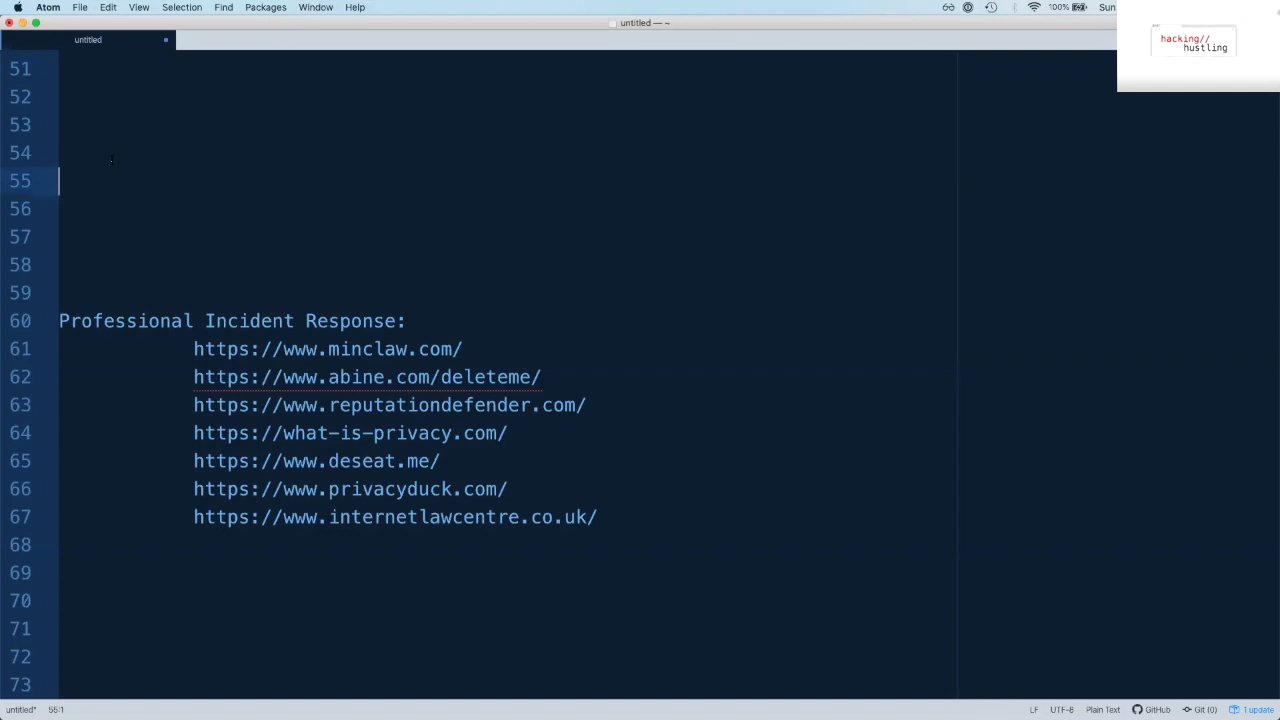 Atom File Edit View Selection Find Packages Window Help 100% Sun
untitled — ~
untitled
hacking//
hustling
51
52
53
54
55
56
57
58
59
60 Professional Incident Response:
61 https://www.minclaw.com/
62 https://www.abine.com/deleteme/
63 https://www.reputationdefender.com/
64 https://what-is-privacy.com/
65 https://www.deseat.me/
66 https://www.privacyduck.com/
67 https://www.internetlawcentre.co.uk/
68
69
70
71
72
73
untitled* 55:1 LF UTF-8 Plain Text GitHub Git (0) 1 update